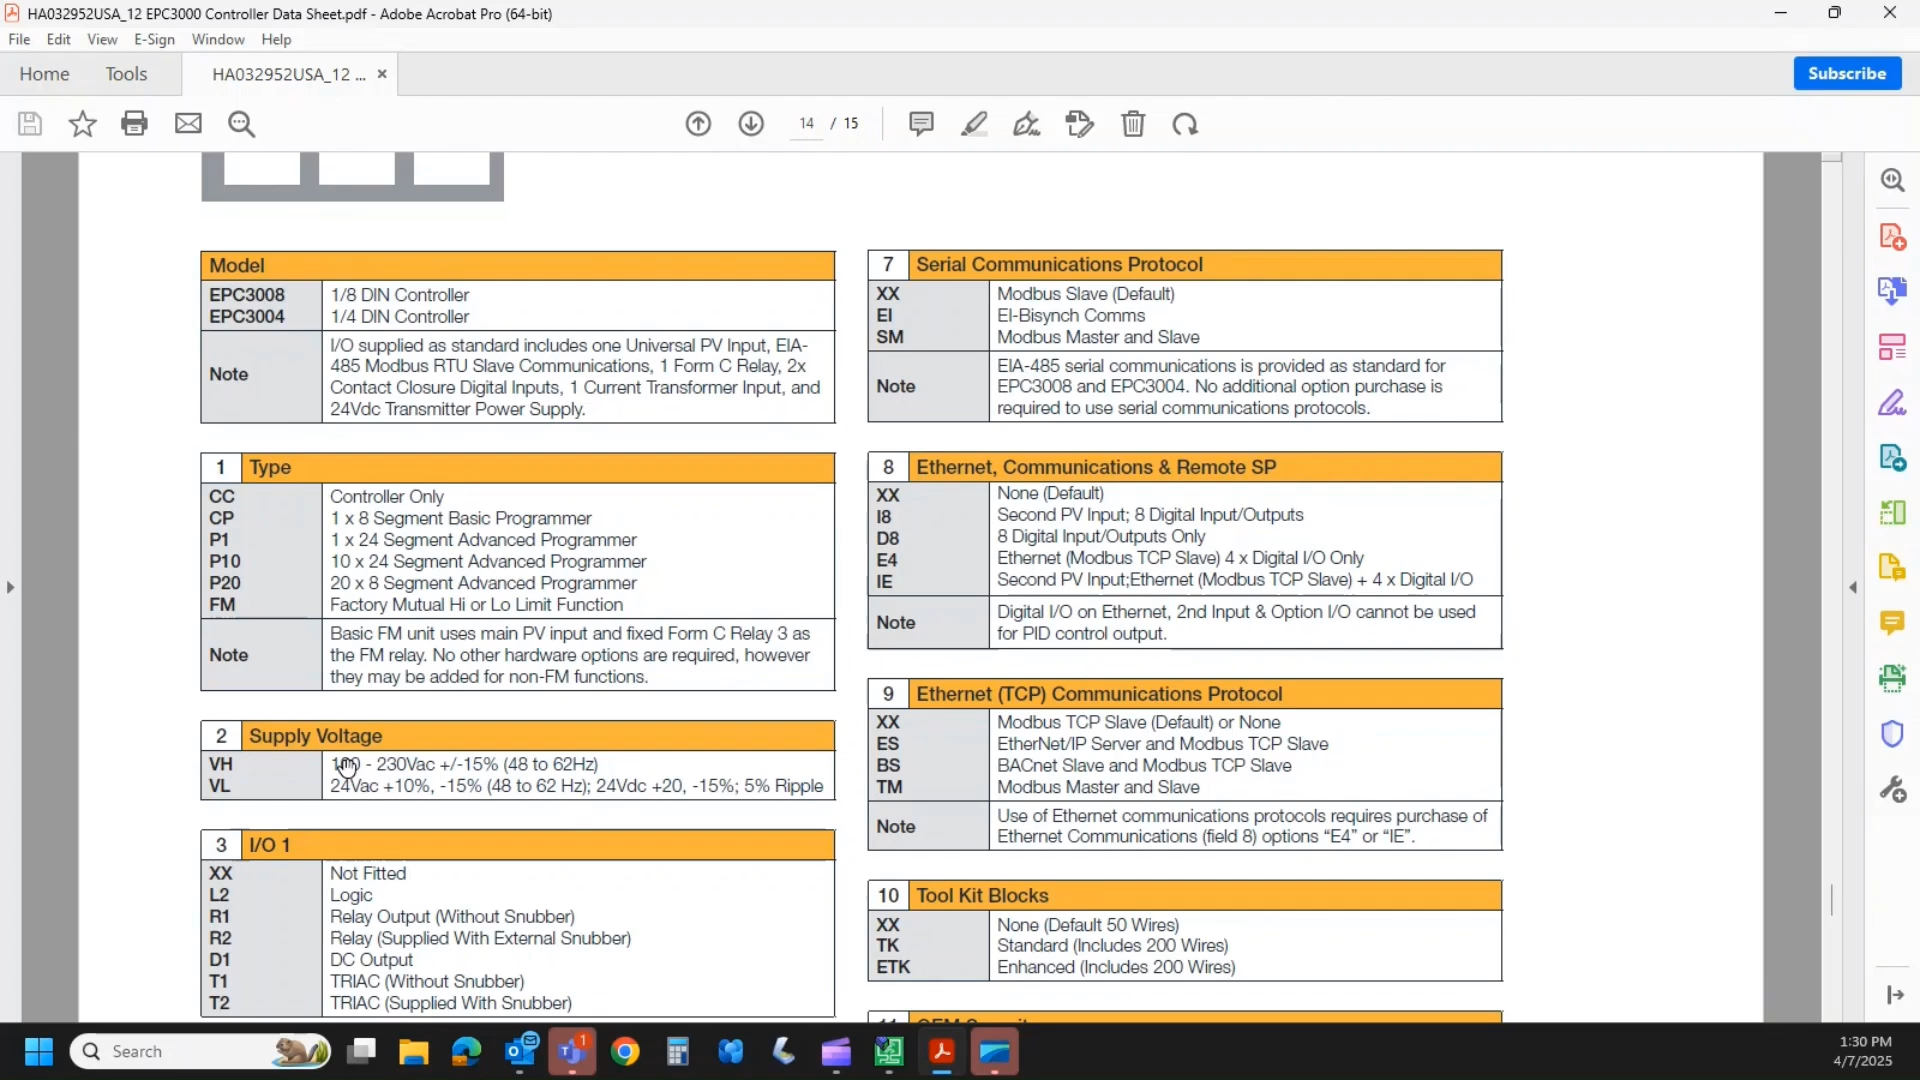 HA032952USA_12 EPC3000 Controller Data Sheet.pdf - Adobe Acrobat Pro (64-bit)
File Edit View E-Sign Window Help
Home Tools HA032952USA_12 ... ×
Subscribe
14 / 15
Model
EPC3008 1/8 DIN Controller
EPC3004 1/4 DIN Controller
Note
I/O supplied as standard includes one Universal PV Input, EIA-
485 Modbus RTU Slave Communications, 1 Form C Relay, 2x
Contact Closure Digital Inputs, 1 Current Transformer Input, and
24Vdc Transmitter Power Supply.
1 Type
CC Controller Only
CP 1 x 8 Segment Basic Programmer
P1 1 x 24 Segment Advanced Programmer
P10 10 x 24 Segment Advanced Programmer
P20 20 x 8 Segment Advanced Programmer
FM Factory Mutual Hi or Lo Limit Function
Note
Basic FM unit uses main PV input and fixed Form C Relay 3 as
the FM relay. No other hardware options are required, however
they may be added for non-FM functions.
2 Supply Voltage
VH - 230Vac +/-15% (48 to 62Hz)
VL 24Vac +10%, -15% (48 to 62 Hz); 24Vdc +20, -15%; 5% Ripple
3 I/O 1
XX Not Fitted
L2 Logic
R1 Relay Output (Without Snubber)
R2 Relay (Supplied With External Snubber)
D1 DC Output
T1 TRIAC (Without Snubber)
T2 TRIAC (Supplied With Snubber)
7 Serial Communications Protocol
XX Modbus Slave (Default)
EI EI-Bisynch Comms
SM Modbus Master and Slave
Note
EIA-485 serial communications is provided as standard for
EPC3008 and EPC3004. No additional option purchase is
required to use serial communications protocols.
8 Ethernet, Communications & Remote SP
XX None (Default)
I8 Second PV Input; 8 Digital Input/Outputs
D8 8 Digital Input/Outputs Only
E4 Ethernet (Modbus TCP Slave) 4 x Digital I/O Only
IE Second PV Input;Ethernet (Modbus TCP Slave) + 4 x Digital I/O
Note
Digital I/O on Ethernet, 2nd Input & Option I/O cannot be used
for PID control output.
9 Ethernet (TCP) Communications Protocol
XX Modbus TCP Slave (Default) or None
ES EtherNet/IP Server and Modbus TCP Slave
BS BACnet Slave and Modbus TCP Slave
TM Modbus Master and Slave
Note
Use of Ethernet communications protocols requires purchase of
Ethernet Communications (field 8) options “E4” or “IE”.
10 Tool Kit Blocks
XX None (Default 50 Wires)
TK Standard (Includes 200 Wires)
ETK Enhanced (Includes 200 Wires)
Search
1
1:30 PM
4/7/2025